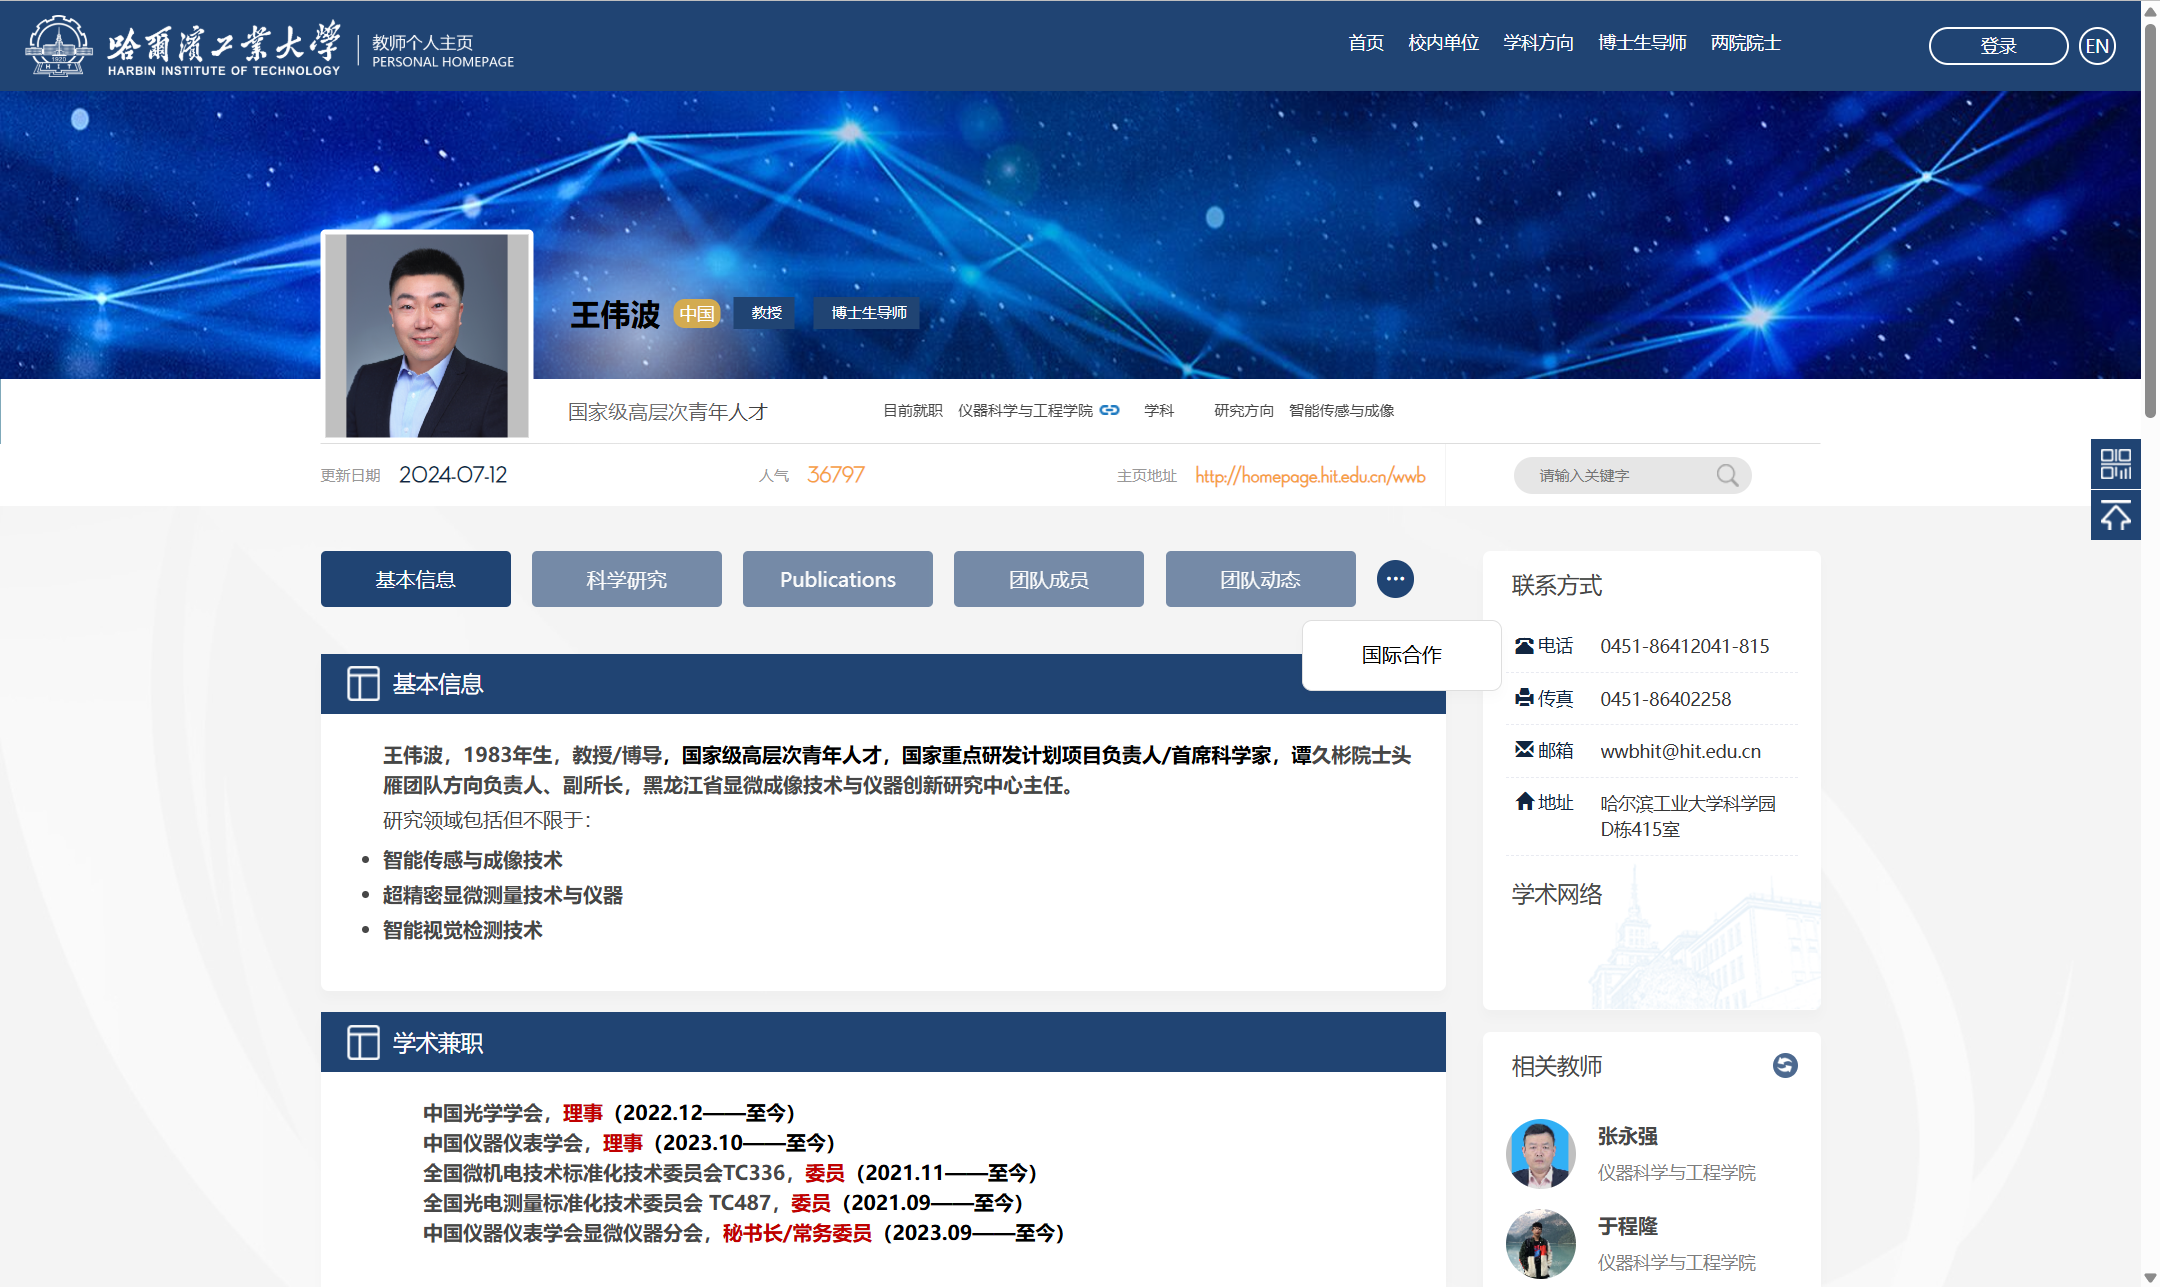 哈爾濱工業大學
HARBIN INSTITUTE OF TECHNOLOGY
教师个人主页
PERSONAL HOMEPAGE
首页 校内单位 学科方向 博士生导师 两院院士
登录 EN
王伟波 中国 教授 博士生导师
国家级高层次青年人才 目前就职 仪器科学与工程学院 学科 研究方向 智能传感与成像
更新日期 2024-07-12 人气 36797 主页地址 http://homepage.hit.edu.cn/wwb 请输入关键字
基本信息 科学研究 Publications 团队成员 团队动态
国际合作
基本信息
王伟波，1983年生，教授/博导，国家级高层次青年人才，国家重点研发计划项目负责人/首席科学家，谭久彬院士头
雁团队方向负责人、副所长，黑龙江省显微成像技术与仪器创新研究中心主任。
研究领域包括但不限于：
智能传感与成像技术
超精密显微测量技术与仪器
智能视觉检测技术
学术兼职
中国光学学会，理事（2022.12——至今）
中国仪器仪表学会，理事（2023.10——至今）
全国微机电技术标准化技术委员会TC336，委员（2021.11——至今）
全国光电测量标准化技术委员会 TC487，委员（2021.09——至今）
中国仪器仪表学会显微仪器分会，秘书长/常务委员（2023.09——至今）
联系方式
电话 0451-86412041-815
传真 0451-86402258
邮箱 wwbhit@hit.edu.cn
地址 哈尔滨工业大学科学园
D栋415室
学术网络
相关教师
张永强
仪器科学与工程学院
于程隆
仪器科学与工程学院